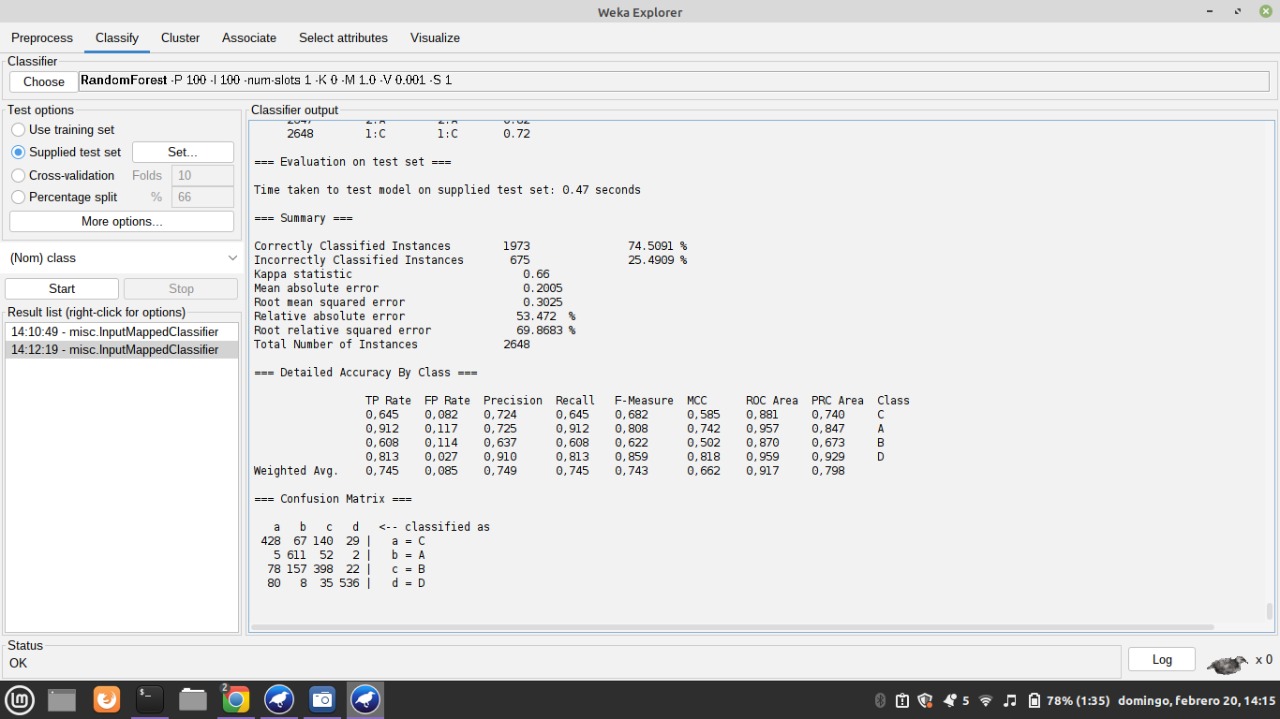 Weka Explorer
Preprocess Classify Cluster Associate Select attributes Visualize
Classifier
Choose RandomForest -P 100 -I 100 -num-slots 1 -K 0 -M 1.0 -V 0.001 -S 1
Test options
Use training set
Supplied test set Set...
Cross-validation Folds 10
Percentage split % 66
More options...
(Nom) class
Start Stop
Result list (right-click for options)
14:10:49 - misc.InputMappedClassifier
14:12:19 - misc.InputMappedClassifier
Classifier output
2648 1:C 1:C 0.72
=== Evaluation on test set ===
Time taken to test model on supplied test set: 0.47 seconds
=== Summary ===
Correctly Classified Instances 1973 74.5091 %
Incorrectly Classified Instances 675 25.4909 %
Kappa statistic 0.66
Mean absolute error 0.2005
Root mean squared error 0.3025
Relative absolute error 53.472 %
Root relative squared error 69.8683 %
Total Number of Instances 2648
=== Detailed Accuracy By Class ===
TP Rate FP Rate Precision Recall F-Measure MCC ROC Area PRC Area Class
0,645 0,082 0,724 0,645 0,682 0,585 0,881 0,740 C
0,912 0,117 0,725 0,912 0,808 0,742 0,957 0,847 A
0,608 0,114 0,637 0,608 0,622 0,502 0,870 0,673 B
0,813 0,027 0,910 0,813 0,859 0,818 0,959 0,929 D
Weighted Avg. 0,745 0,085 0,749 0,745 0,743 0,662 0,917 0,798
=== Confusion Matrix ===
a b c d <-- classified as
428 67 140 29 | a = C
5 611 52 2 | b = A
78 157 398 22 | c = B
80 8 35 536 | d = D
Status
OK
Log x 0
2
5 78% (1:35) domingo, febrero 20, 14:15